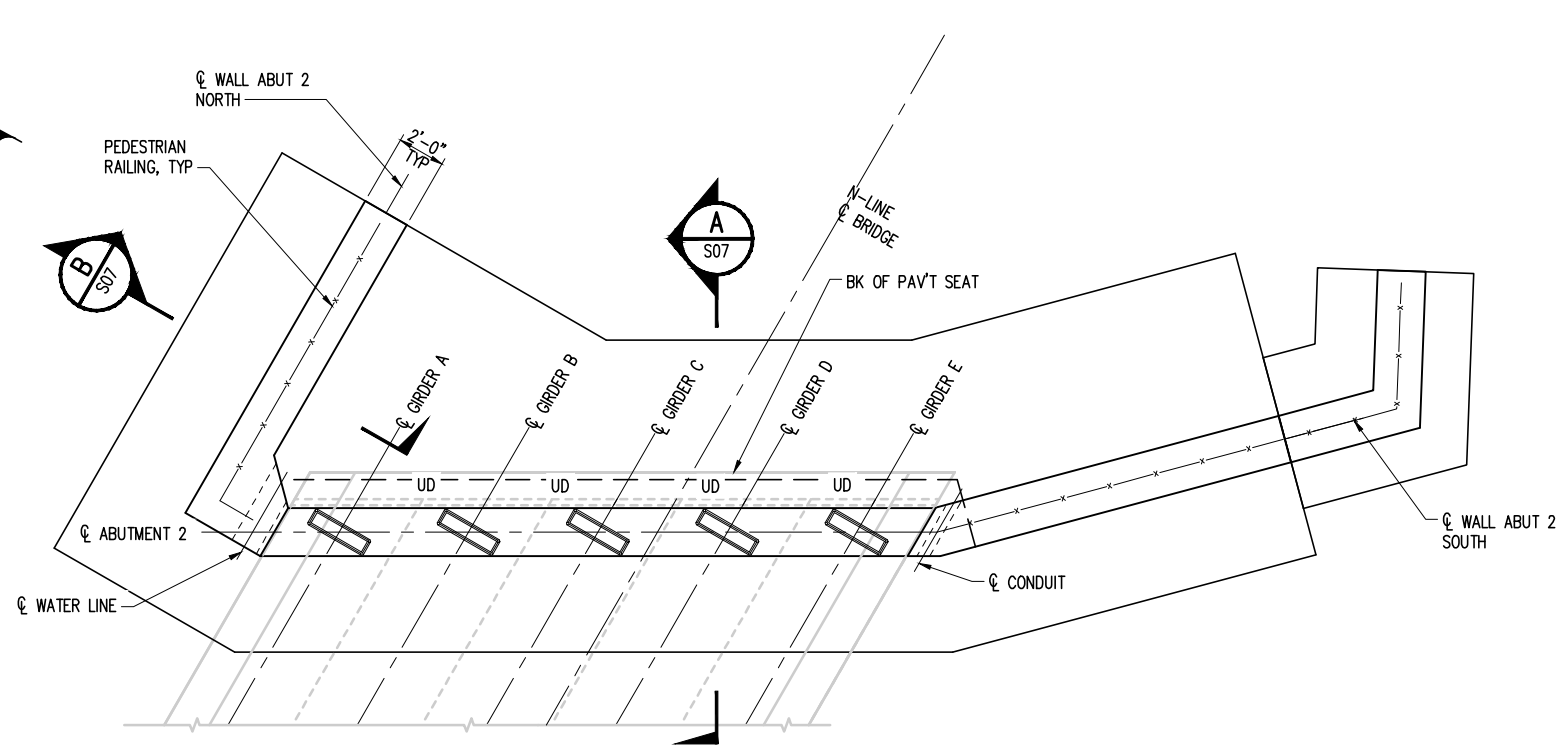 ℄ WALL ABUT 2
NORTH
PEDESTRIAN
RAILING, TYP
2'-0"
TYP
A
S07
B
S07
N-LINE
℄ BRIDGE
BK OF PAV'T SEAT
℄ GIRDER A
℄ GIRDER B
℄ GIRDER C
℄ GIRDER D
℄ GIRDER E
UD
UD
UD
UD
℄ ABUTMENT 2
℄ WALL ABUT 2
SOUTH
℄ CONDUIT
℄ WATER LINE